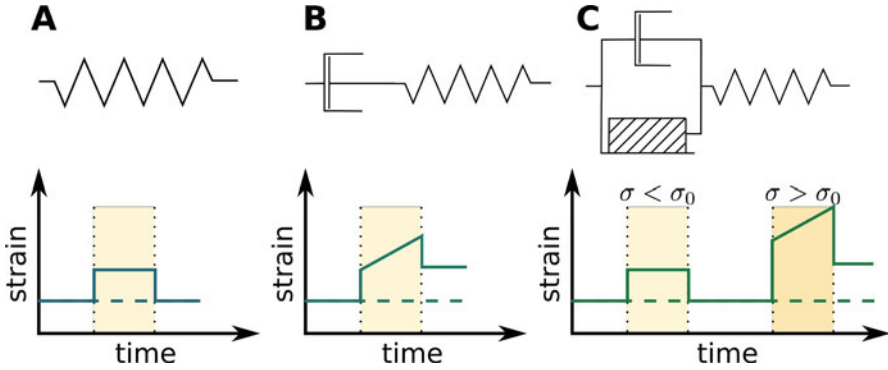 A
B
C
σ < σ₀
σ > σ₀
strain
time
strain
time
strain
time